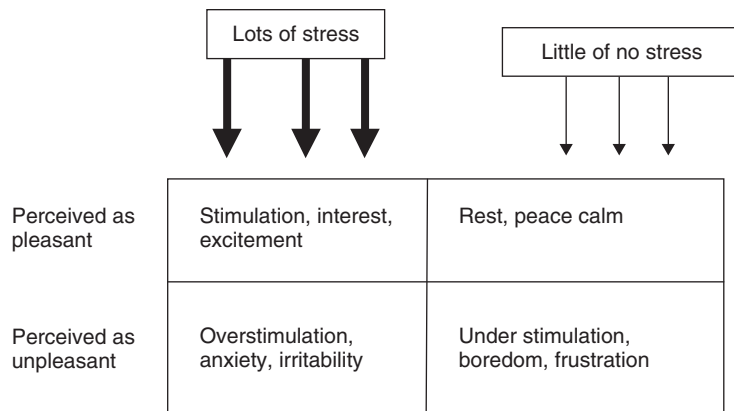 Lots of stress
Little of no stress
Perceived as
pleasant
Stimulation, interest,
excitement
Rest, peace calm
Perceived as
unpleasant
Overstimulation,
anxiety, irritability
Under stimulation,
boredom, frustration